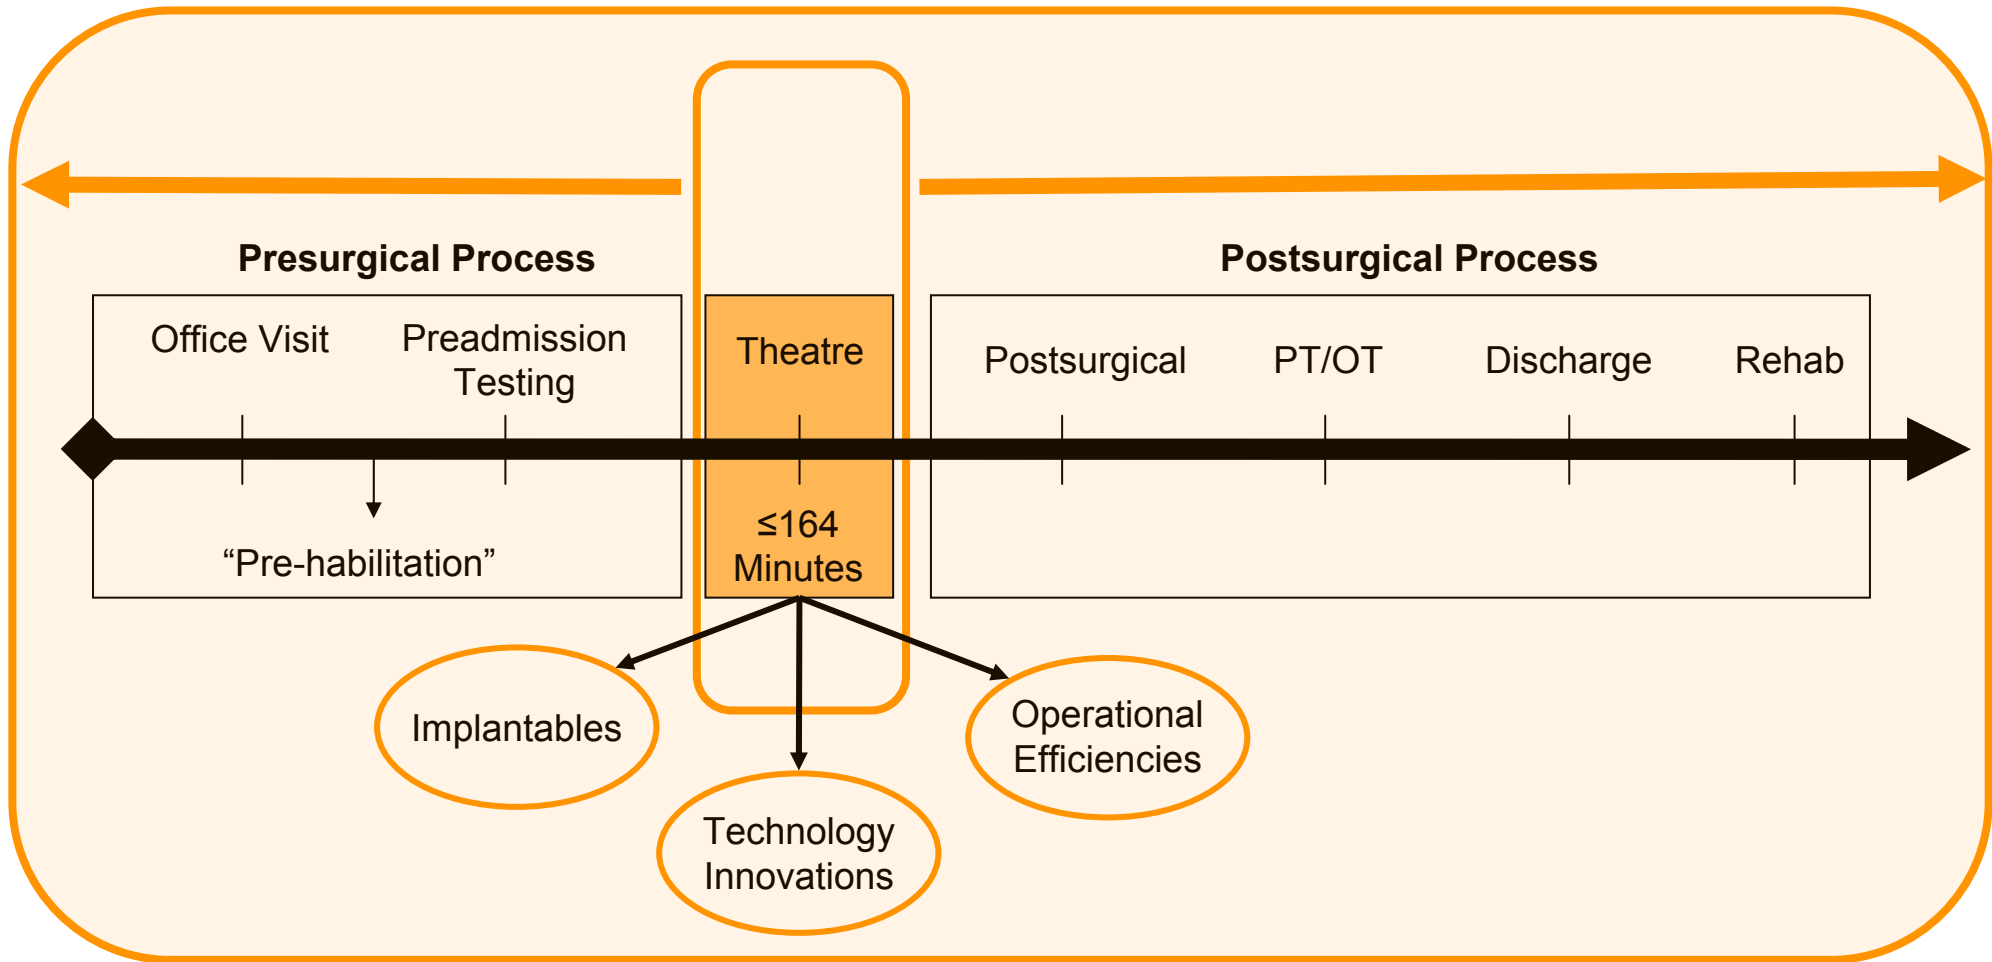 Presurgical Process
Postsurgical Process
Office Visit
Preadmission
Testing
Theatre
Postsurgical
PT/OT
Discharge
Rehab
“Pre-habilitation”
≤164
Minutes
Implantables
Technology
Innovations
Operational
Efficiencies